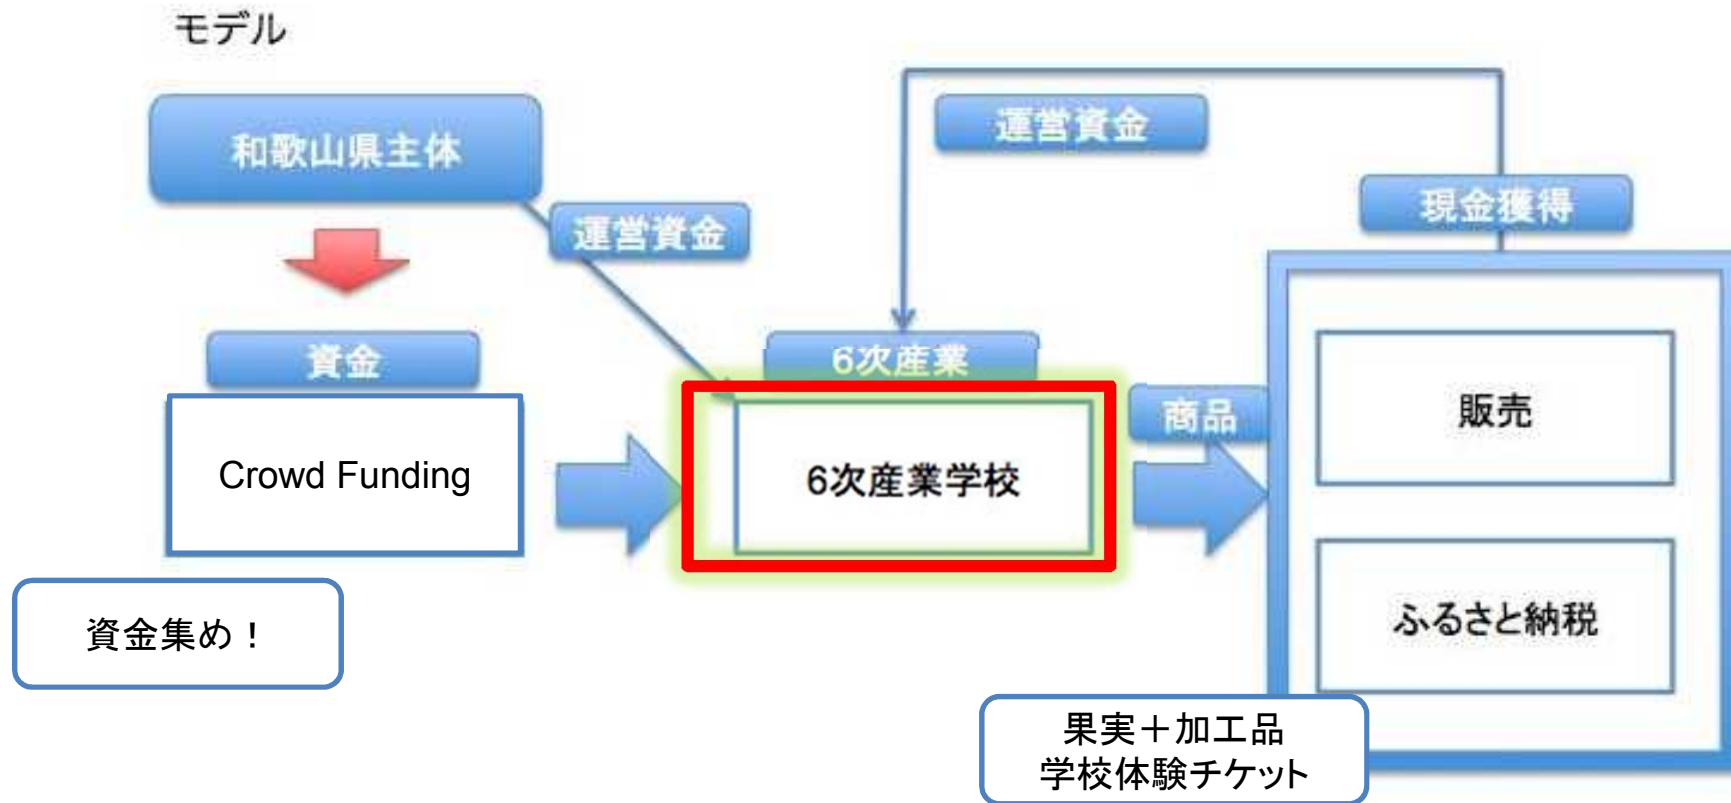 モデル
和歌山県主体
運営資金
運営資金
現金獲得
資金
6次産業
商品
Crowd Funding
6次産業学校
販売
ふるさと納税
資金集め！
果実＋加工品
学校体験チケット